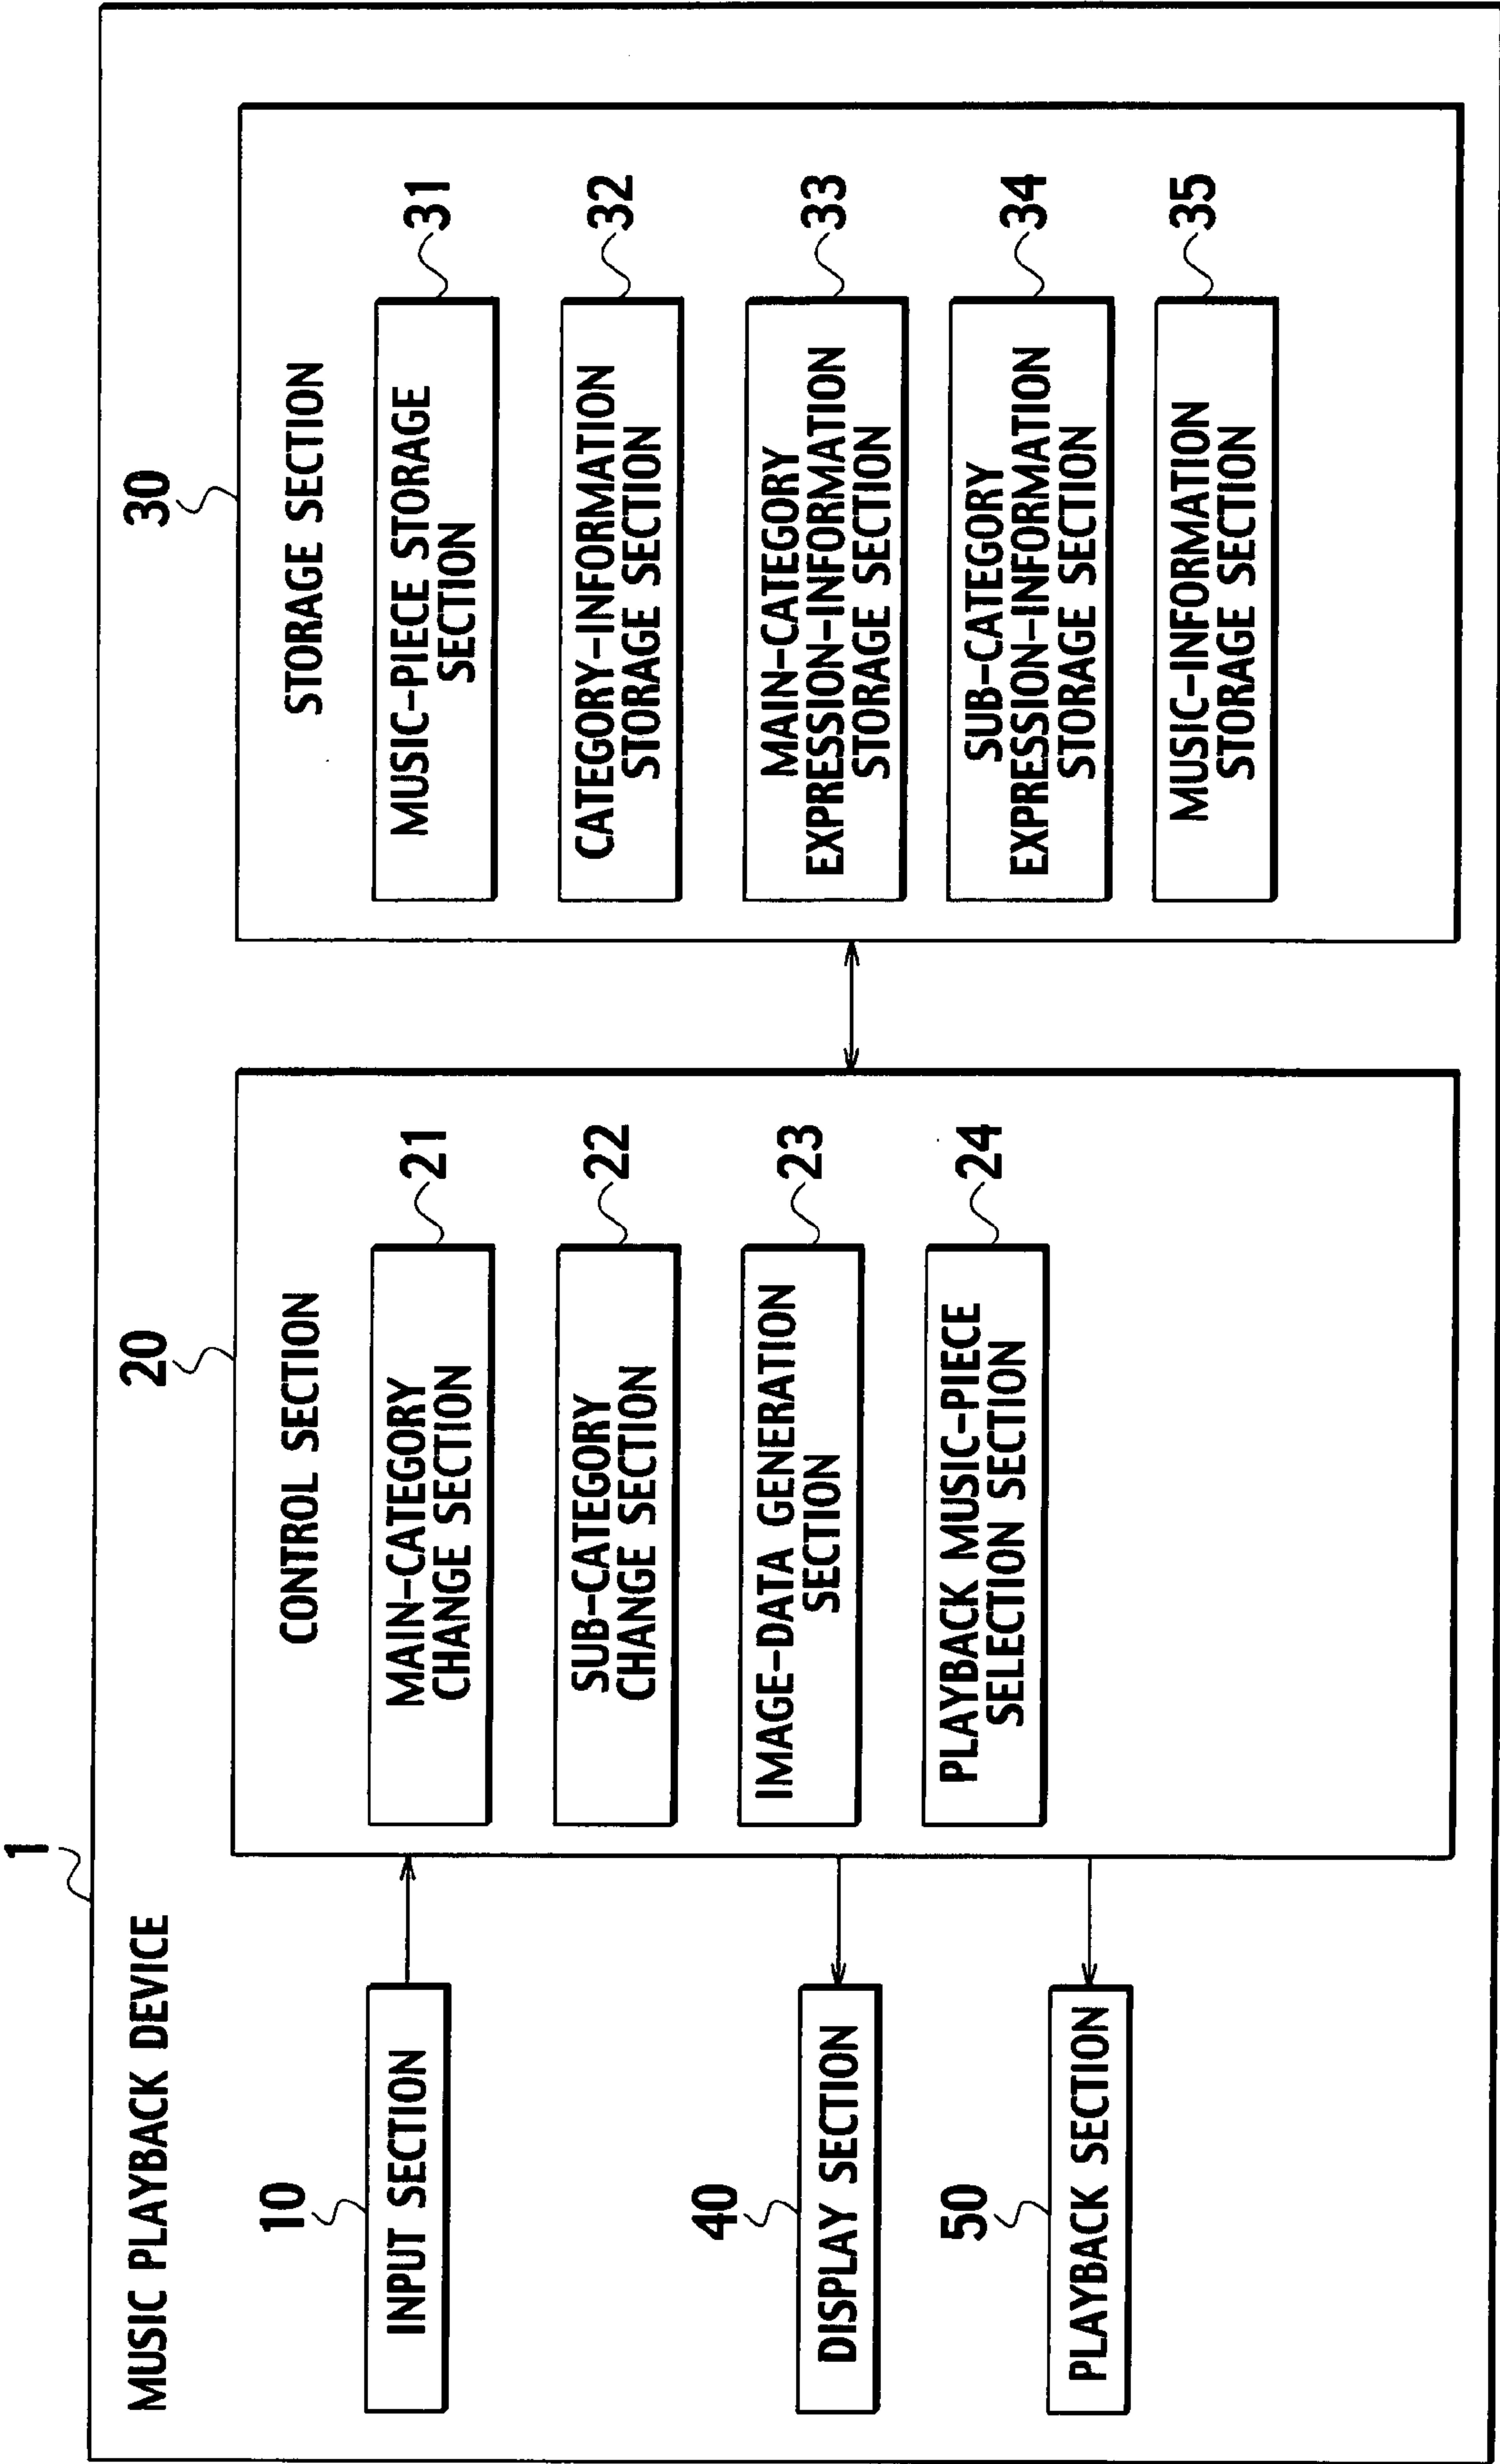 1
MUSIC PLAYBACK DEVICE
10
INPUT SECTION
40
DISPLAY SECTION
50
PLAYBACK SECTION
20
CONTROL SECTION
MAIN-CATEGORY
CHANGE SECTION
21
SUB-CATEGORY
CHANGE SECTION
22
IMAGE-DATA GENERATION
SECTION
23
PLAYBACK MUSIC-PIECE
SELECTION SECTION
24
30
STORAGE SECTION
MUSIC-PIECE STORAGE
SECTION
31
CATEGORY-INFORMATION
STORAGE SECTION
32
MAIN-CATEGORY
EXPRESSION-INFORMATION
STORAGE SECTION
33
SUB-CATEGORY
EXPRESSION-INFORMATION
STORAGE SECTION
34
MUSIC-INFORMATION
STORAGE SECTION
35